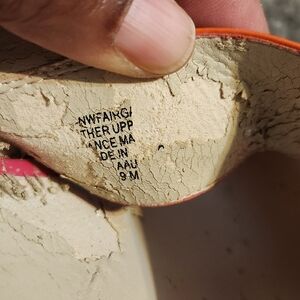 NWFAIRG
THER UPP
ANCE MA
DE IN
AAU
9 M